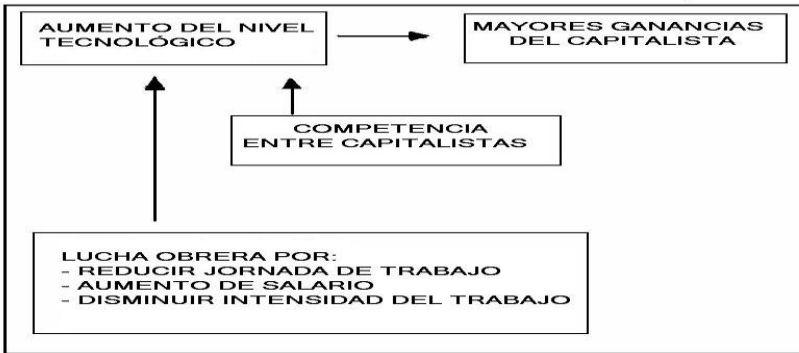 AUMENTO DEL NIVEL
TECNOLÓGICO
MAYORES GANANCIAS
DEL CAPITALISTA
COMPETENCIA
ENTRE CAPITALISTAS
LUCHA OBRERA POR:
- REDUCIR JORNADA DE TRABAJO
- AUMENTO DE SALARIO
- DISMINUIR INTENSIDAD DEL TRABAJO